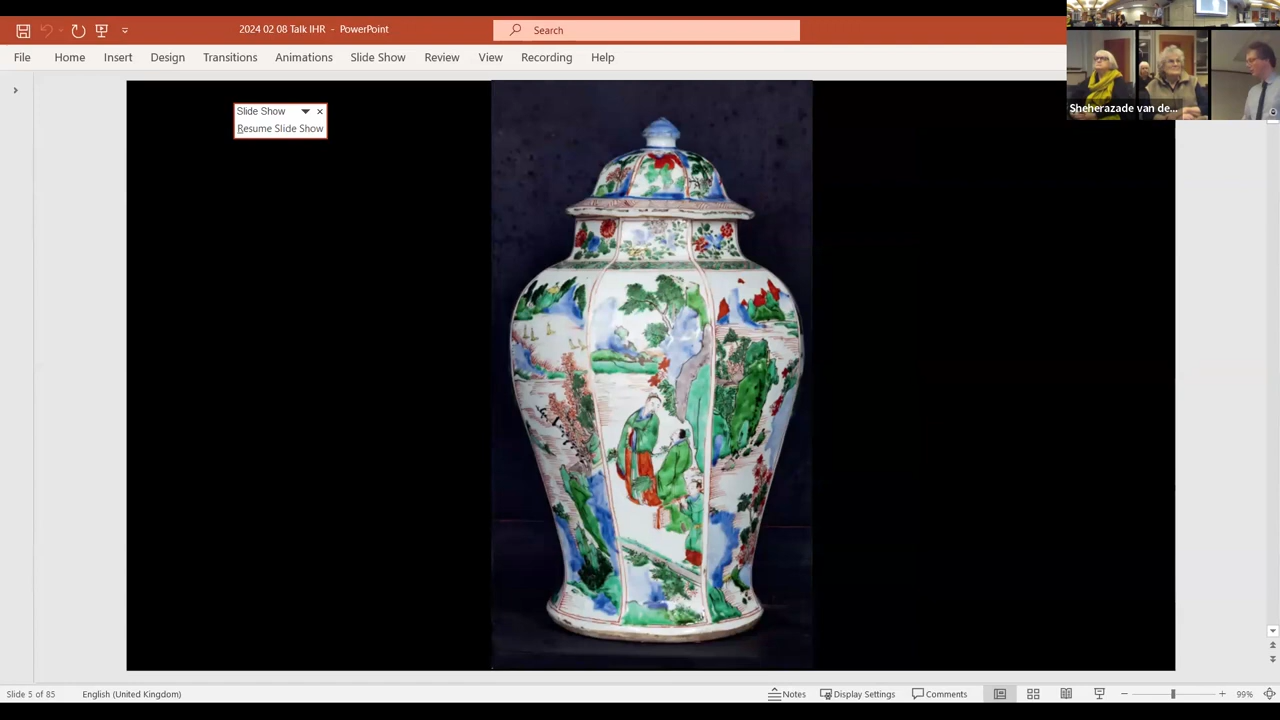 2024 02 08 Talk IHR - PowerPoint
Search
File Home Insert Design Transitions Animations Slide Show Review View Recording Help
Sheherazade van de...
Slide Show
Resume Slide Show
Slide 5 of 85
English (United Kingdom)
Notes
Display Settings
Comments
99%